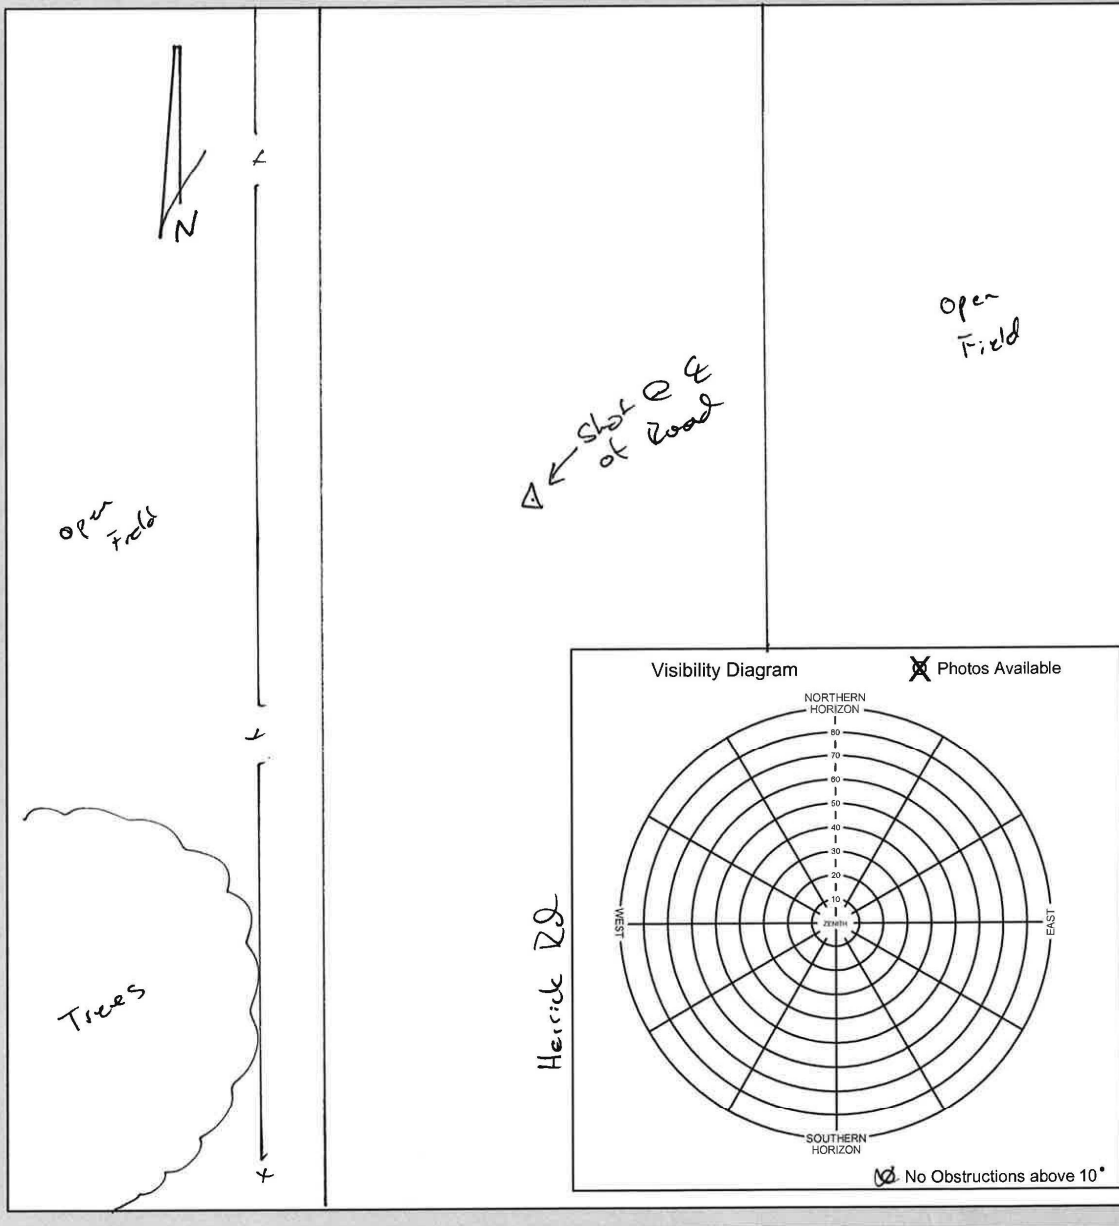 N
Open
Field
Shot @ ℄
of Road
Open
Field
Trees
Herrick Rd
Visibility Diagram
Photos Available
NORTHERN
HORIZON
80
70
60
50
40
30
20
10
ZENITH
WEST
EAST
SOUTHERN
HORIZON
No Obstructions above 10°